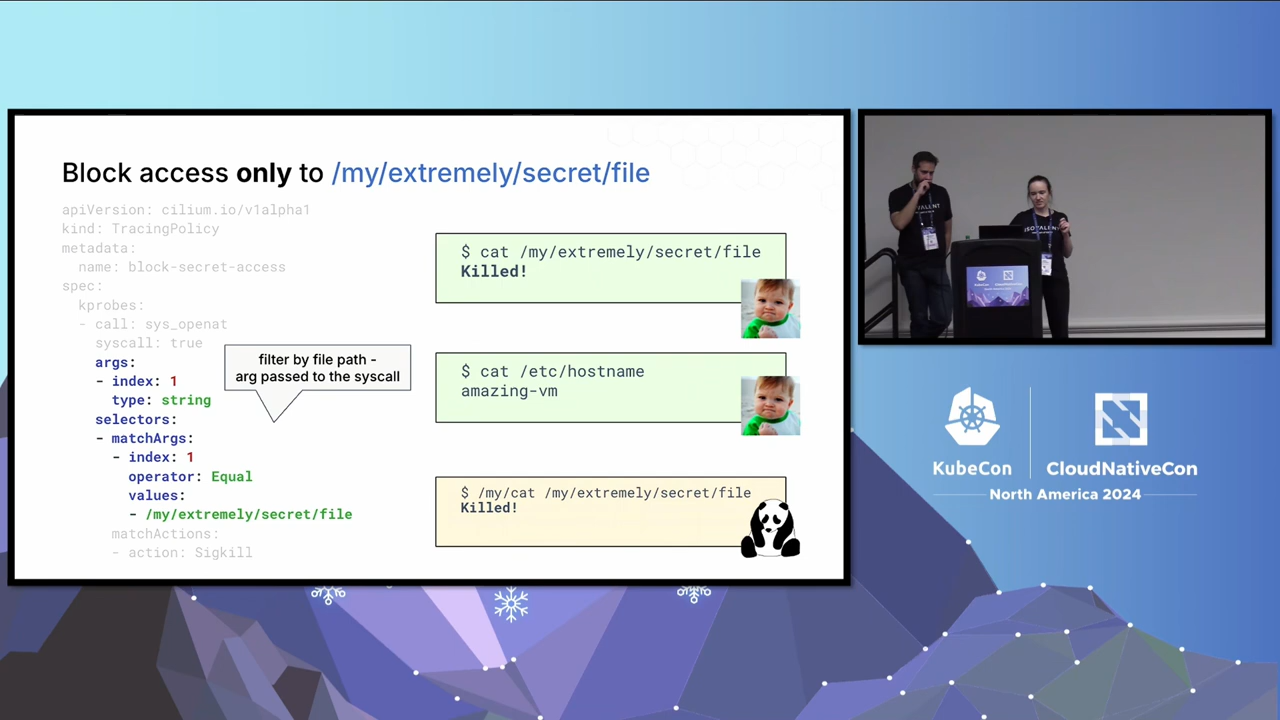 Block access only to /my/extremely/secret/file
apiVersion: cilium.io/v1alpha1
kind: TracingPolicy
metadata:
name: block-secret-access
spec:
kprobes:
- call: sys_openat
syscall: true
args:
- index: 1
type: string
selectors:
- matchArgs:
- index: 1
operator: Equal
values:
- /my/extremely/secret/file
matchActions:
- action: Sigkill
filter by file path -
arg passed to the syscall
$ cat /my/extremely/secret/file
Killed!
$ cat /etc/hostname
amazing-vm
$ /my/cat /my/extremely/secret/file
Killed!
ISOVALENT
KubeCon
CloudNativeCon
North America 2024